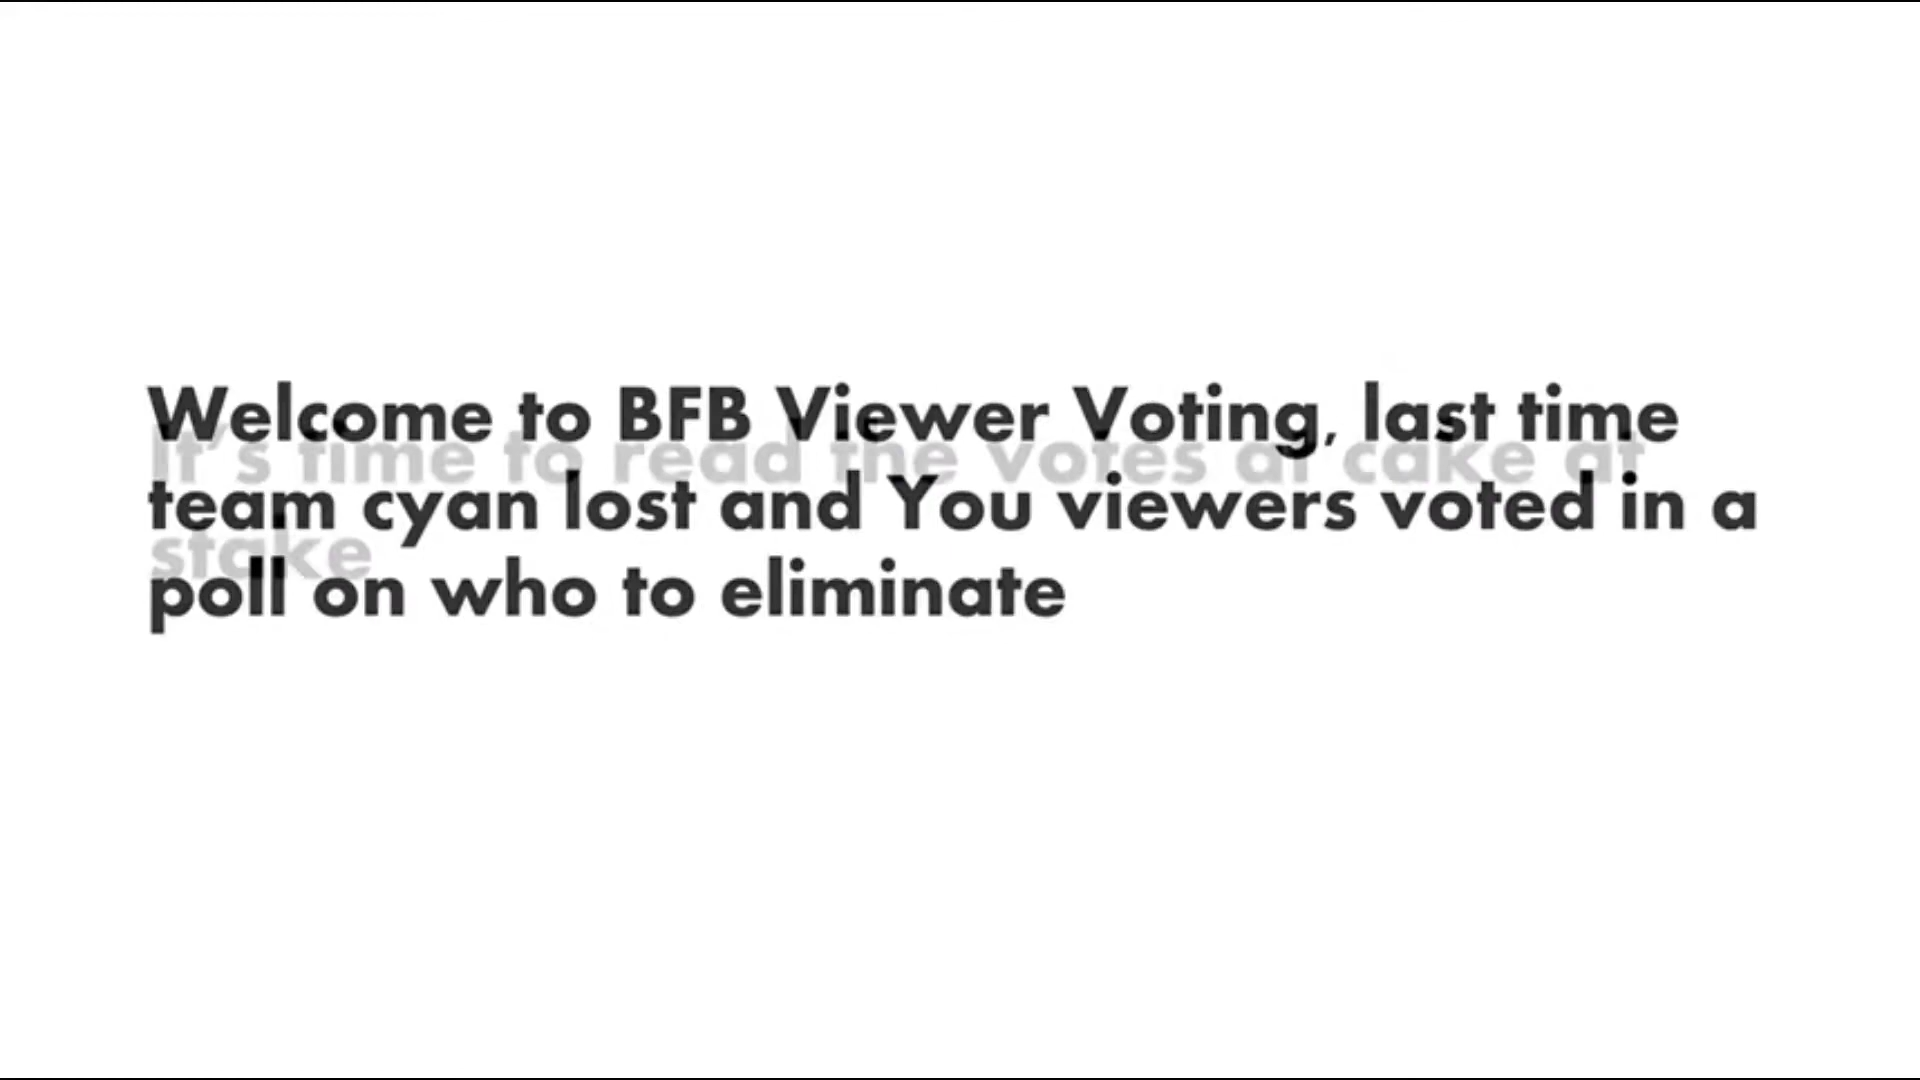 Welcome to BFB Viewer Voting, last time
team cyan lost and You viewers voted in a
poll on who to eliminate
It's time to read the votes at cake at
stake